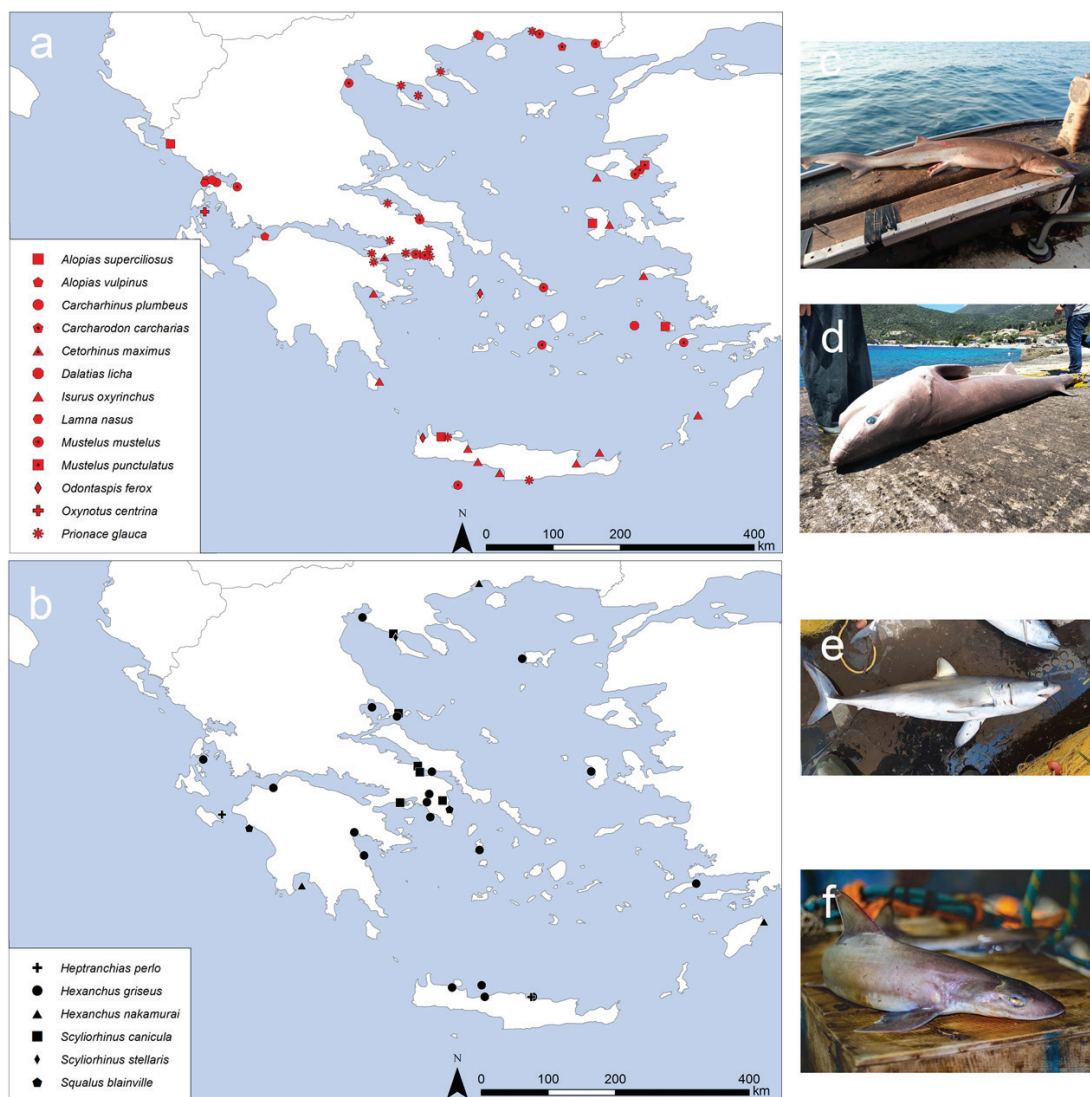 a
Alopias superciliosus
Alopias vulpinus
Carcharhinus plumbeus
Carcharodon carcharias
Cetorhinus maximus
Dalatias licha
Isurus oxyrinchus
Lamna nasus
Mustelus mustelus
Mustelus punctulatus
Odontaspis ferox
Oxynotus centrina
Prionace glauca
N
0 100 200 400
km
b
Heptranchias perlo
Hexanchus griseus
Hexanchus nakamurai
Scyliorhinus canicula
Scyliorhinus stellaris
Squalus blainville
N
0 100 200 400
km
c
d
e
f